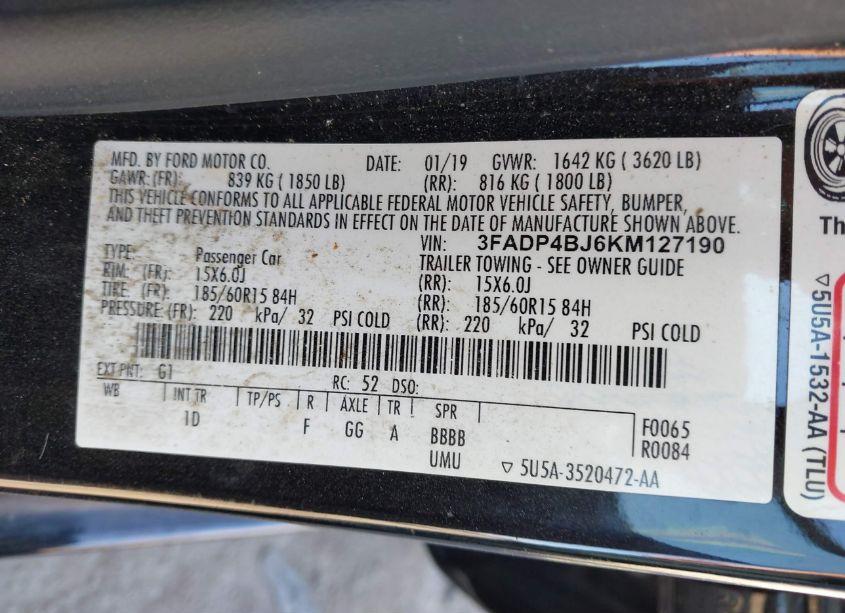 MFD. BY FORD MOTOR CO. DATE: 01/19 GVWR: 1642 KG ( 3620 LB)
GAWR: (FR): 839 KG ( 1850 LB) (RR): 816 KG ( 1800 LB)
THIS VEHICLE CONFORMS TO ALL APPLICABLE FEDERAL MOTOR VEHICLE SAFETY, BUMPER,
AND THEFT PREVENTION STANDARDS IN EFFECT ON THE DATE OF MANUFACTURE SHOWN ABOVE.
VIN: 3FADP4BJ6KM127190
TYPE: Passenger Car TRAILER TOWING - SEE OWNER GUIDE
RIM: (FR): 15X6.0J (RR): 15X6.0J
TIRE: (FR): 185/60R15 84H (RR): 185/60R15 84H
PRESSURE: (FR): 220 kPa/ 32 PSI COLD (RR): 220 kPa/ 32 PSI COLD
EXT PNT: G1 RC: 52 DSO:
WB INT TR TP/PS R AXLE TR SPR
1D F GG A BBBB
UMU
F0065
R0084
▽ 5U5A-3520472-AA
Th
▽5U5A-1532-AA (TLU)